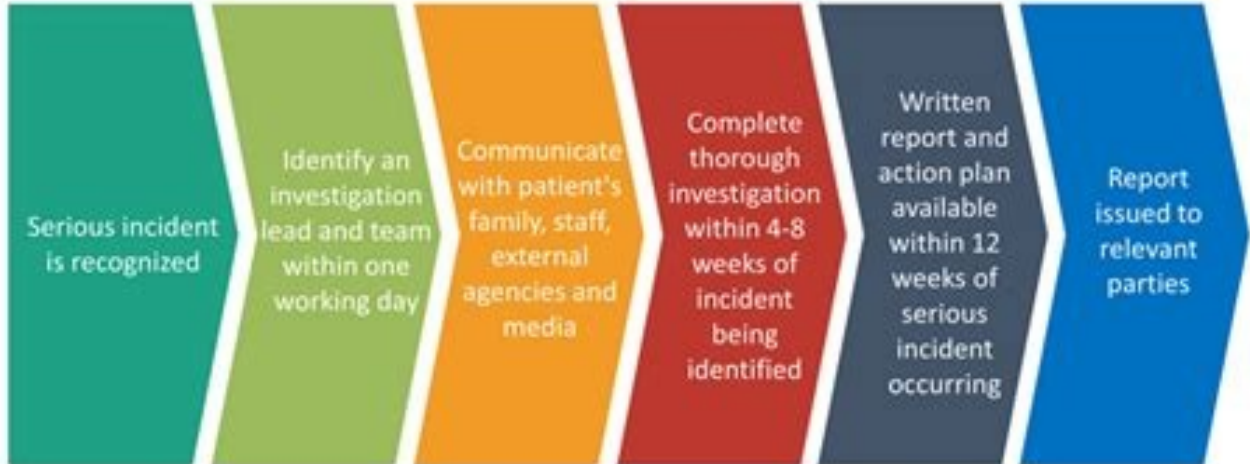 Serious incident
is recognized
Identify an
investigation
lead and team
within one
working day
Communicate
with patient's
family, staff,
external
agencies and
media
Complete
thorough
investigation
within 4-8
weeks of
incident
being
identified
Written
report and
action plan
available
within 12
weeks of
serious
incident
occurring
Report
issued to
relevant
parties